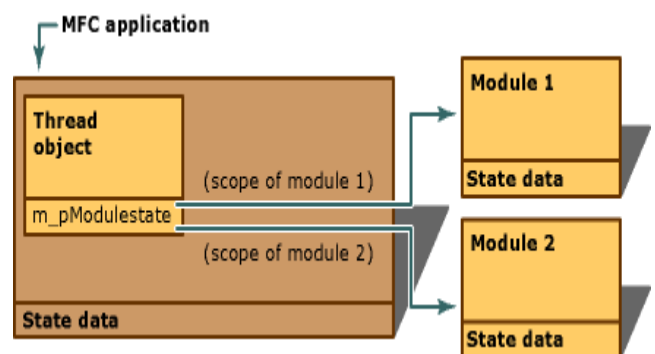 MFC application
Thread
object
m_pModulestate
(scope of module 1)
(scope of module 2)
State data
Module 1
State data
Module 2
State data